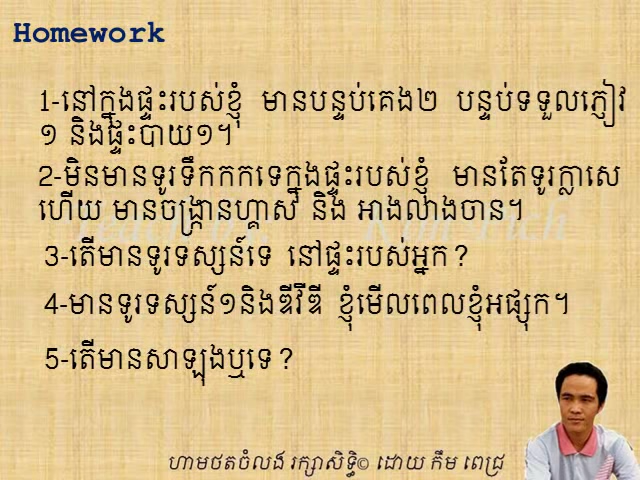 Homework
1-នៅក្នុងផ្ទះរបស់ខ្ញុំ មានបន្ទប់គេង២ បន្ទប់ទទួលភ្ញៀវ
១ និងផ្ទះបាយ១។
2-មិនមានទូរទឹកកកទេក្នុងផ្ទះរបស់ខ្ញុំ មានតែទូរក្លាសេ
ហើយ មានចង្ក្រានហ្គាស និង អាងលាងចាន។
3-តើមានទូរទស្សន៍ទេ នៅផ្ទះរបស់អ្នក?
4-មានទូរទស្សន៍១និងឌីវីឌី ខ្ញុំមើលពេលខ្ញុំអផ្សុក។
5-តើមានសាឡុងឬទេ?
ហាមថតចំលង រក្សាសិទ្ធិ© ដោយ កឹម ពេជ្រ